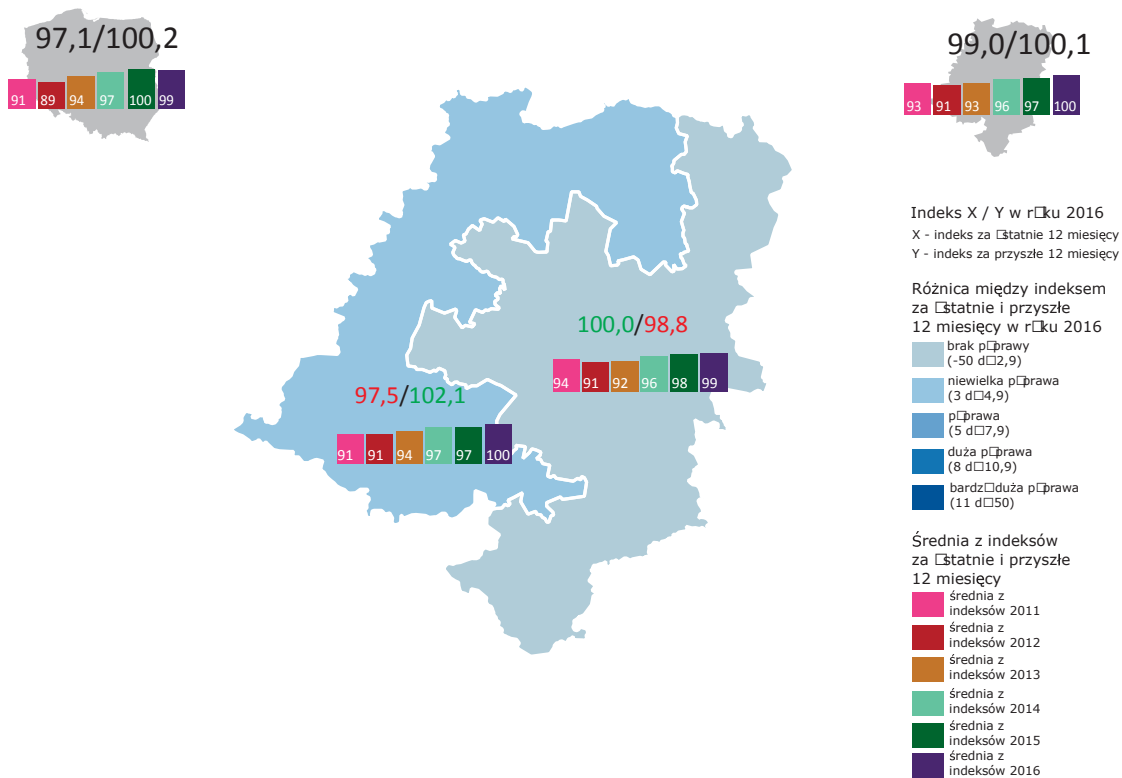 97,1/100,2
91 89 94 97 100 99
99,0/100,1
93 91 93 96 97 100
100,0/98,8
94 91 92 96 98 99
97,5/102,1
91 91 94 97 97 100
Indeks X / Y w r□ku 2016
X - indeks za □statnie 12 miesięcy
Y - indeks za przyszłe 12 miesięcy
Różnica między indeksem
za □statnie i przyszłe
12 miesięcy w r□ku 2016
brak p□prawy
(-50 d□2,9)
niewielka p□prawa
(3 d□4,9)
p□prawa
(5 d□7,9)
duża p□prawa
(8 d□10,9)
bardz□duża p□prawa
(11 d□50)
Średnia z indeksów
za □statnie i przyszłe
12 miesięcy
średnia z
indeksów 2011
średnia z
indeksów 2012
średnia z
indeksów 2013
średnia z
indeksów 2014
średnia z
indeksów 2015
średnia z
indeksów 2016